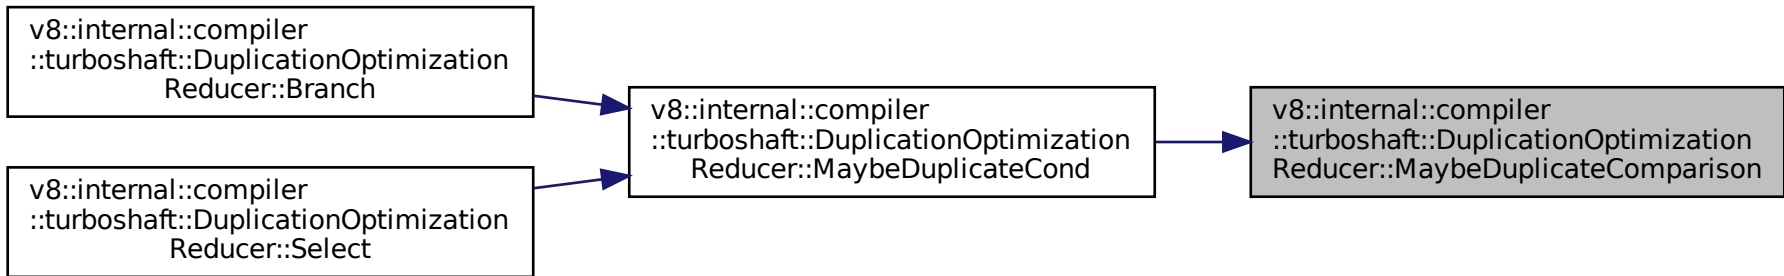 v8::internal::compiler
::turboshaft::DuplicationOptimization
Reducer::Branch
v8::internal::compiler
::turboshaft::DuplicationOptimization
Reducer::Select
v8::internal::compiler
::turboshaft::DuplicationOptimization
Reducer::MaybeDuplicateCond
v8::internal::compiler
::turboshaft::DuplicationOptimization
Reducer::MaybeDuplicateComparison